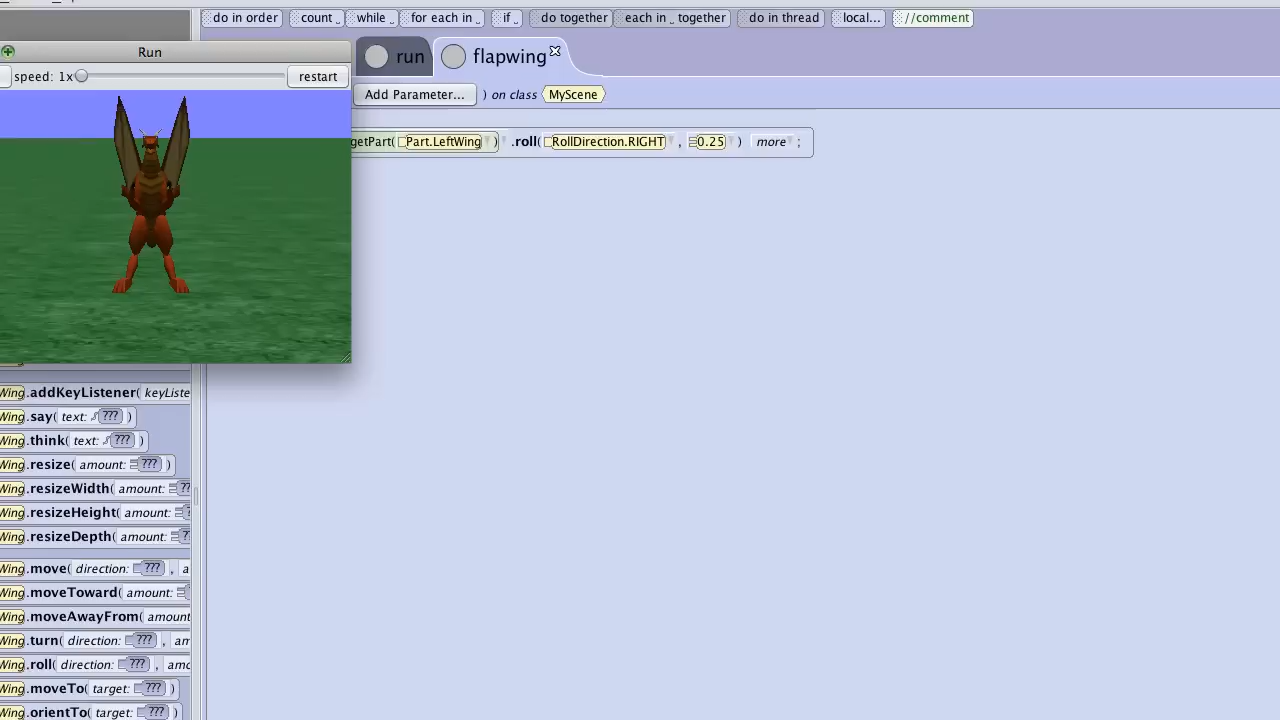 do in order count while for each in _ if _ do together each in _ together do in thread local... //comment
Run
run flapwing
speed: 1x restart
Add Parameter... ) on class MyScene
getPart( Part.LeftWing ) .roll( RollDirection.RIGHT , 0.25 ) more ;
Wing.addKeyListener( keyListe
Wing.say( text: ??? )
Wing.think( text: ??? )
Wing.resize( amount: ??? )
Wing.resizeWidth( amount: ??
Wing.resizeHeight( amount: ?
Wing.resizeDepth( amount: ?
Wing.move( direction: ??? , a
Wing.moveToward( amount:
Wing.moveAwayFrom( amount
Wing.turn( direction: ??? , am
Wing.roll( direction: ??? , amo
Wing.moveTo( target: ??? )
Wing.orientTo( target: ??? )